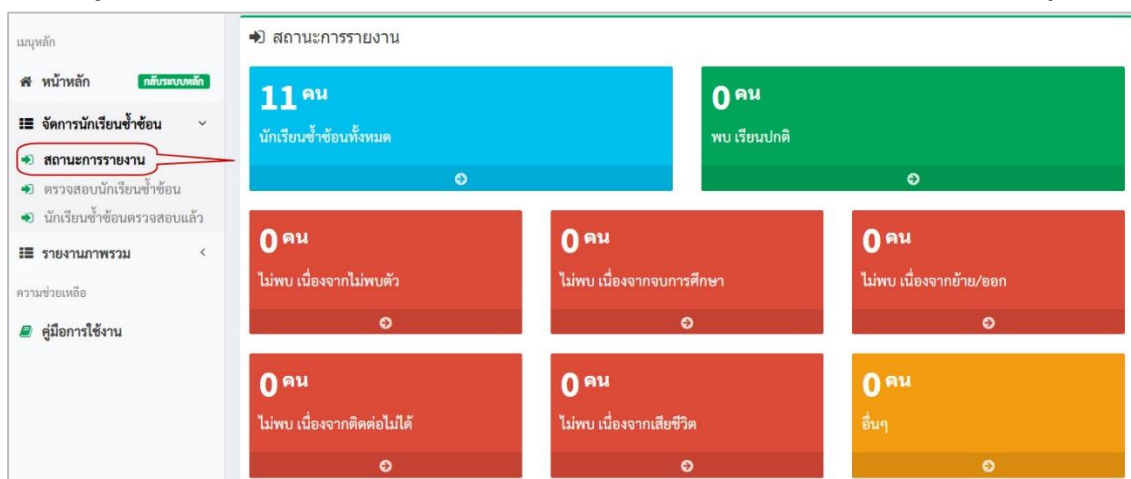 เมนูหลัก
หน้าหลัก กลับระบบหลัก
จัดการนักเรียนซ้ำซ้อน
สถานะการรายงาน
ตรวจสอบนักเรียนซ้ำซ้อน
นักเรียนซ้ำซ้อนตรวจสอบแล้ว
รายงานภาพรวม
ความช่วยเหลือ
คู่มือการใช้งาน
สถานะการรายงาน
11 คน
นักเรียนซ้ำซ้อนทั้งหมด
0 คน
พบ เรียนปกติ
0 คน
ไม่พบ เนื่องจากไม่พบตัว
0 คน
ไม่พบ เนื่องจากจบการศึกษา
0 คน
ไม่พบ เนื่องจากย้าย/ออก
0 คน
ไม่พบ เนื่องจากติดต่อไม่ได้
0 คน
ไม่พบ เนื่องจากเสียชีวิต
0 คน
อื่นๆ